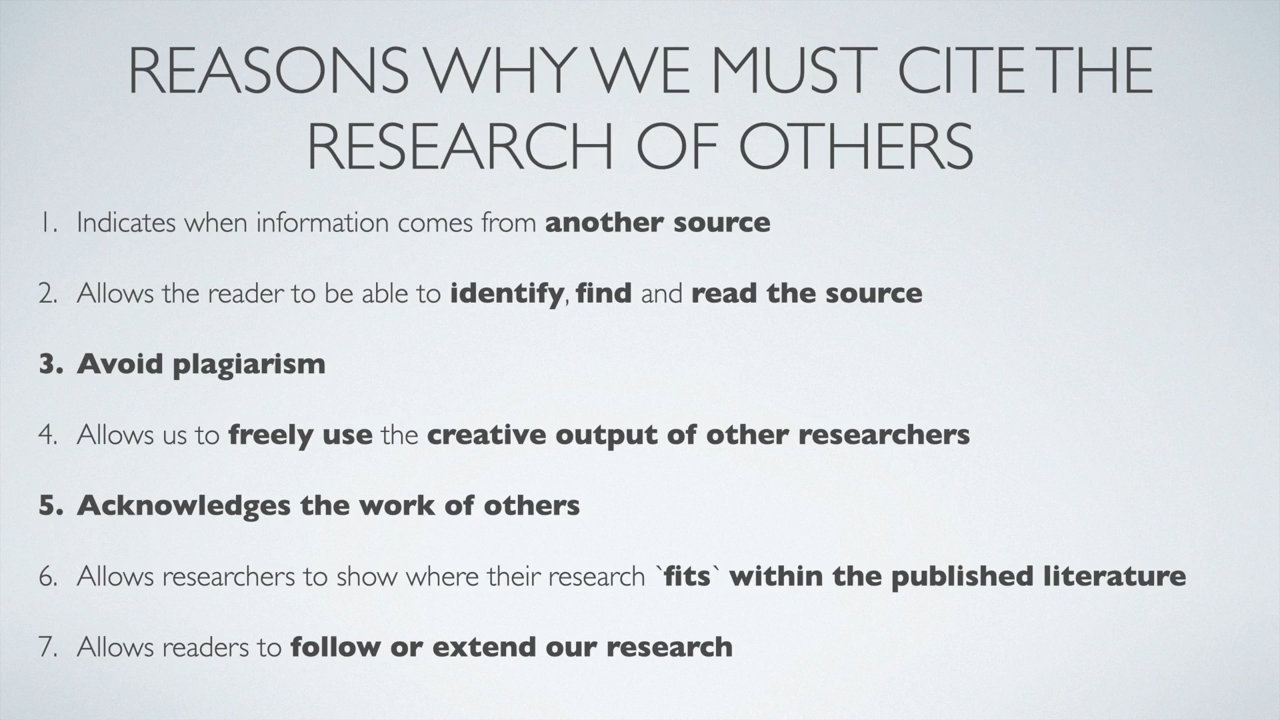 REASONS WHY WE MUST CITE THE
RESEARCH OF OTHERS
1. Indicates when information comes from another source
2. Allows the reader to be able to identify, find and read the source
3. Avoid plagiarism
4. Allows us to freely use the creative output of other researchers
5. Acknowledges the work of others
6. Allows researchers to show where their research `fits` within the published literature
7. Allows readers to follow or extend our research